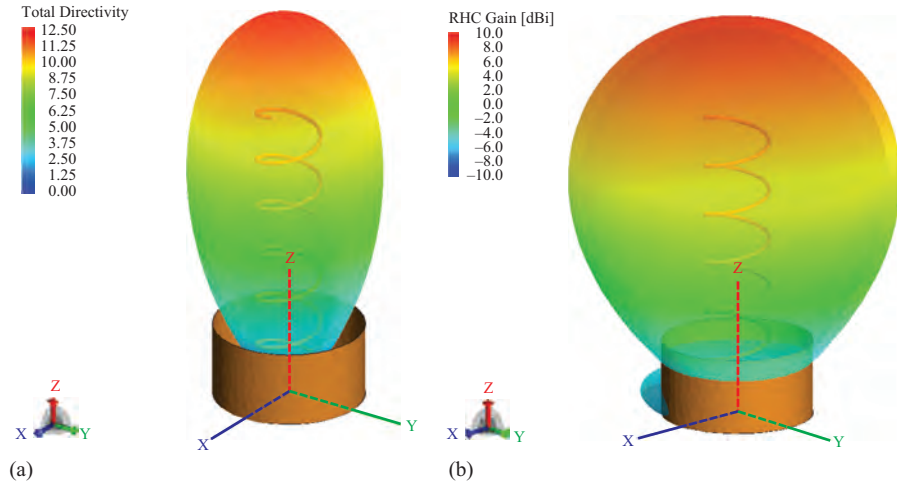 Total Directivity
12.50
12.50
10.00
8.75
7.50
6.25
5.00
3.75
2.50
1.25
0.00
Z
X
Y
Z
X
Y
(a)
RHC Gain [dBi]
10.0
8.0
6.0
4.0
2.0
0.0
–2.0
–4.0
–6.0
–8.0
–10.0
Z
X
Y
Z
X
Y
(b)